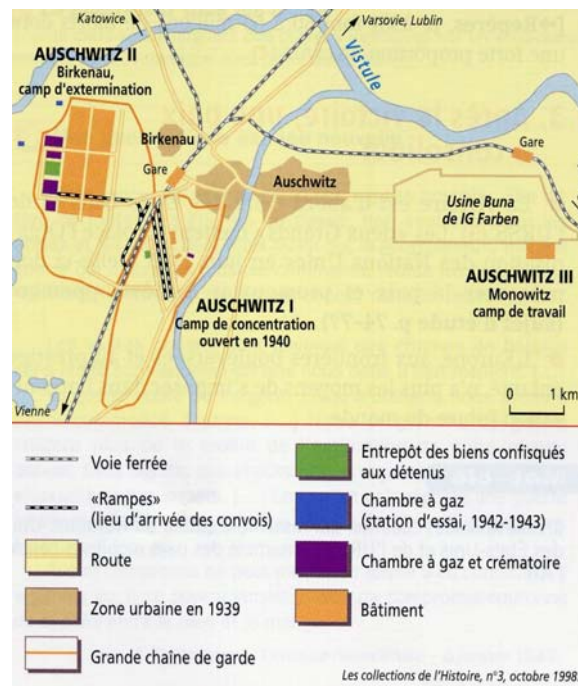 Katowice
Varsovie, Lublin
AUSCHWITZ II
Birkenau,
camp d'extermination
Vistule
Birkenau
Gare
Gare
Auschwitz
Usine Buna
de IG Farben
AUSCHWITZ III
Monowitz
camp de travail
AUSCHWITZ I
Camp de concentration
ouvert en 1940
Vienne
0 1 km
Voie ferrée
«Rampes»
(lieu d'arrivée des convois)
Route
Zone urbaine en 1939
Grande chaîne de garde
Entrepôt des biens confisqués
aux détenus
Chambre à gaz
(station d'essai, 1942-1943)
Chambre à gaz et crématoire
Bâtiment
Les collections de l'Histoire, n°3, octobre 1998.